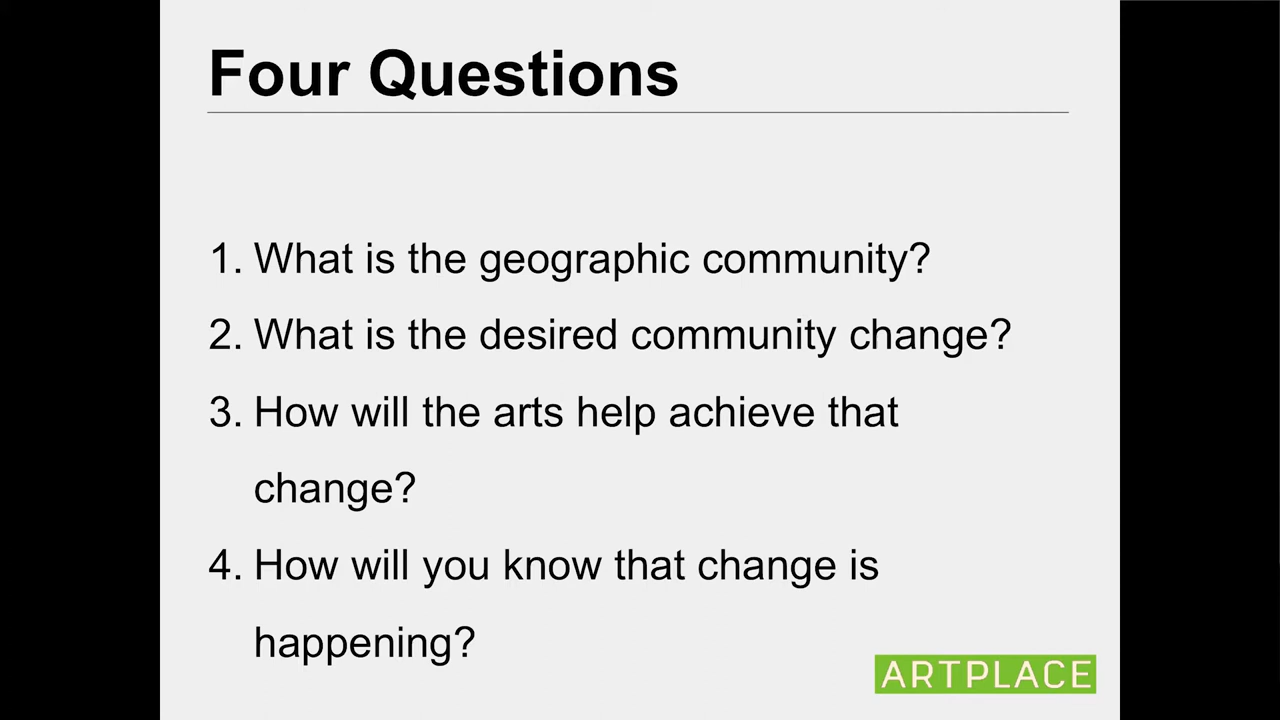 Four Questions
1. What is the geographic community?
2. What is the desired community change?
3. How will the arts help achieve that
change?
4. How will you know that change is
happening?
ARTPLACE